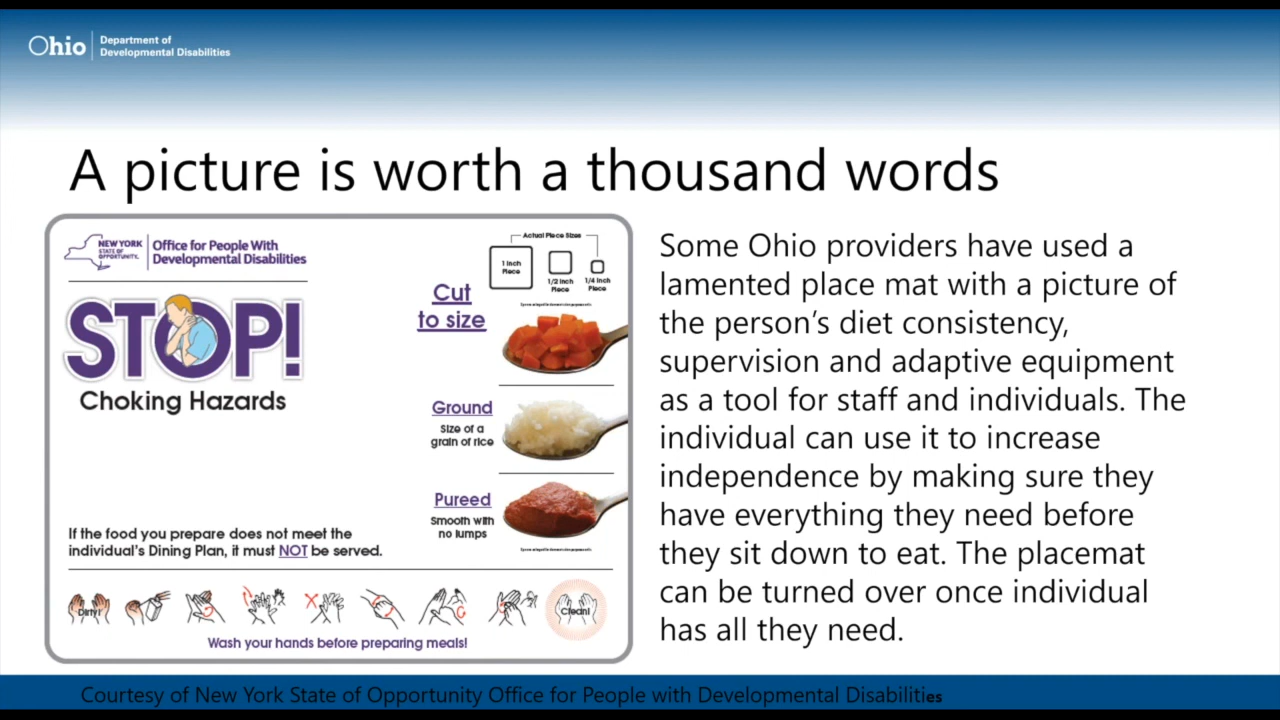 Ohio
Department of
Developmental Disabilities
A picture is worth a thousand words
NEW YORK
STATE OF
OPPORTUNITY.
Office for People With
Developmental Disabilities
STOP!
Choking Hazards
If the food you prepare does not meet the
individual's Dining Plan, it must NOT be served.
Actual Piece Sizes
1 Inch
Piece
1/2 Inch
Piece
1/4 Inch
Piece
Cut
to size
Ground
Size of a
grain of rice
Pureed
Smooth with
no lumps
Dirty!
Clean!
Wash your hands before preparing meals!
Some Ohio providers have used a
lamented place mat with a picture of
the person's diet consistency,
supervision and adaptive equipment
as a tool for staff and individuals. The
individual can use it to increase
independence by making sure they
have everything they need before
they sit down to eat. The placemat
can be turned over once individual
has all they need.
Courtesy of New York State of Opportunity Office for People with Developmental Disabilities